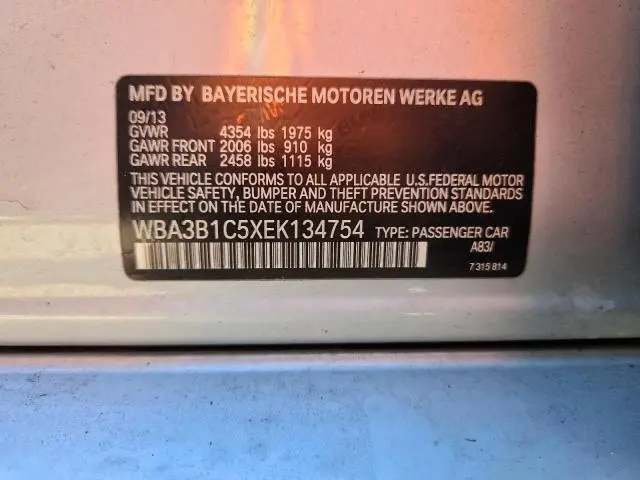 MFD BY BAYERISCHE MOTOREN WERKE AG
09/13
GVWR 4354 lbs 1975 kg
GAWR FRONT 2006 lbs 910 kg
GAWR REAR 2458 lbs 1115 kg
THIS VEHICLE CONFORMS TO ALL APPLICABLE U.S.FEDERAL MOTOR
VEHICLE SAFETY, BUMPER AND THEFT PREVENTION STANDARDS
IN EFFECT ON THE DATE OF MANUFACTURE SHOWN ABOVE.
WBA3B1C5XEK134754 TYPE: PASSENGER CAR
A83/
7 315 814